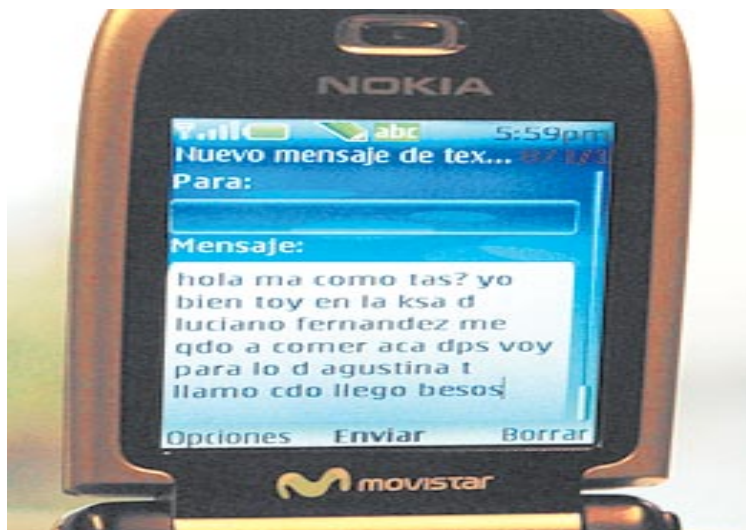 NOKIA
abc 5:59pm
Nuevo mensaje de tex...
Para:
Mensaje:
hola ma como tas? yo
bien toy en la ksa d
luciano fernandez me
qdo a comer aca dps voy
para lo d agustina t
llamo cdo llego besos
Opciones Enviar Borrar
movistar